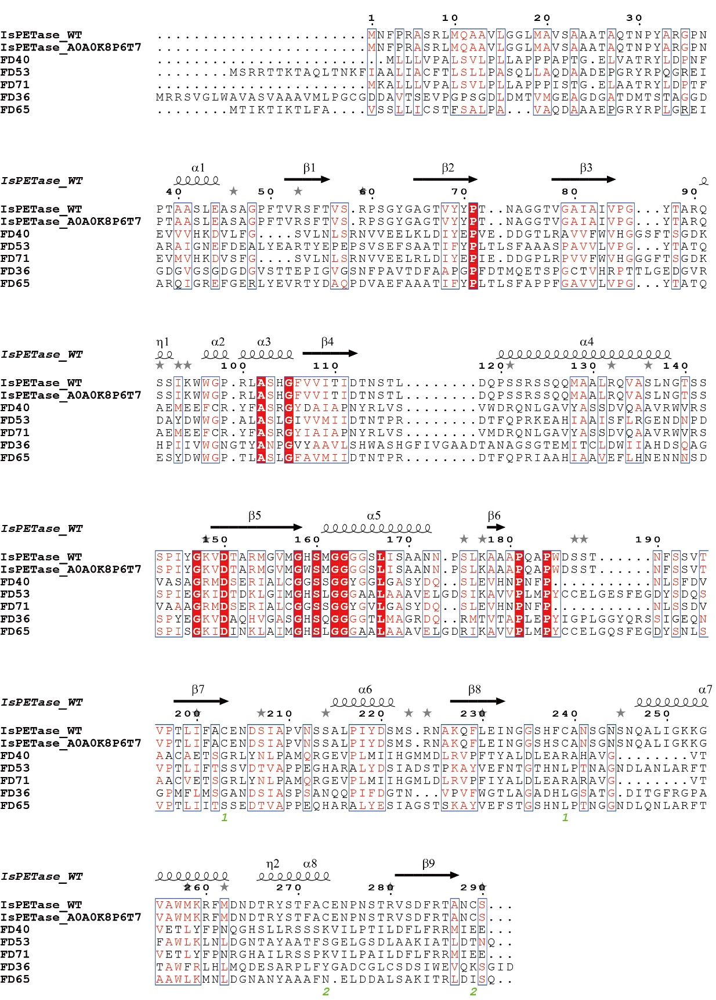 1 10 20 30
IsPETase_WT .......................MNFPRASRLMQAAVLGGLMAVSAAATAQTNPYARGPN
IsPETase_A0A0K8P6T7 .......................MNFPRASRLMQAAVLGGLMAVSAAATAQTNPYARGPN
FD40 .........................MLLLVPALSVLPLLAPPPAPTG.ELVATRYLDPNF
FD53 ........MSRRTTKTAQLTNKFIAALIACFTLSLLPASQLLAQDAADEPGRYRPQGREI
FD71 .......................MKALLLVPALSVLPLLAPPPISTG.ELAATRYLDPTF
FD36 MRRSVGLWAVASVAAAVMLPGCGDDAVTSEVPGPSGDLDMTVMGEAGDGATDMTSTAGGD
FD65 ........MTIKTIKTLFA....VSSLLICSTFSALPA...VAQDAAAEPGRYRPLGREI
α1 β1 β2 β3
IsPETase_WT
40 50 60 70 80 90
IsPETase_WT PTAASLEASAGPFTVRSFTVS.RPSGYGAGTVYYPT..NAGGTVGAIAIVPG...YTARQ
IsPETase_A0A0K8P6T7 PTAASLEASAGPFTVRSFTVS.RPSGYGAGTVYYPT..NAGGTVGAIAIVPG...YTARQ
FD40 EVVVHKDVLFG....SVLNLSRNVVEELKLDIYEPVE.DDGTLRAVVFWVHGGSFTSGDK
FD53 ARAIGNEFDEALYEARTYEPEPSVSEFSAATIFYPLTLSFAAASPAVVLVPG...YTATQ
FD71 EVMVHKDVSFG....SVLNLSRNVVEELRLDIYEPIE.DDGPLRPVVFWVHGGGFTSGDK
FD36 GDGVGSGDGDGVSTTEPIGVGSNFPAVTDFAAPGPFDTMQETSPGCTVHRPTTLGEDGVR
FD65 ARQIGREFGERLYEVRTYDAQPDVAEFAAATIFYPLTLSFAPPFGAVVLVPG...YTATQ
η1 α2 α3 β4 α4
IsPETase_WT
100 110 120 130 140
IsPETase_WT SSIKWWGP.RLASHGFVVITIDTNSTL........DQPSSRSSQQMAALRQVASLNGTSS
IsPETase_A0A0K8P6T7 SSIKWWGP.RLASHGFVVITIDTNSTL........DQPSSRSSQQMAALRQVASLNGTSS
FD40 AEMEEFCR.YFASRGYDAIAPNYRLVS........VWDRQNLGAVYASSDVQAAVRWVRS
FD53 DAYDWWGP.ALASLGIVVMIIDTNTPR........DTFQPRKEAHIAAISFLRGENDNPD
FD71 AEMEEFCR.YFASRGYIAIAPNYRLVS........VMDRQNLGAVYASSDVQAAVRWVRS
FD36 HPIIVWGNGTYANPGVYAAVLSHWASHGFIVGAADTANAGSGTEMITCLDWIIAHDSQAG
FD65 ESYDWWGP.TLASLGFAVMIIDTNTPR........DTFQPRIAAHIAAVEFLHNENNNSD
β5 α5 β6
IsPETase_WT
150 160 170 180 190
IsPETase_WT SPIYGKVDTARMGVMGHSMGGGGSLISAANN.PSLKAAAPQAPWDSST......NFSSVT
IsPETase_A0A0K8P6T7 SPIYGKVDTARMGVMGWSMGGGGSLISAANN.PSLKAAAPQAPWDSST......NFSSVT
FD40 VASAGRMDSERIALCGGSSGGYGGLGASYDQ..SLEVHNPNFP...........NLSFDV
FD53 SPIEGKIDTDKLGIMGHSLGGGAALAAAVELGDSIKAVVPLMPYCCELGESFEGDYSDQS
FD71 VAAAGRMDSERIALCGGSSGGYGVLGASYDQ..SLEVHNPNFP...........NLSSDV
FD36 SPYEGKVDAQHVGASGHSQGGGGTLMAGRDQ..RMTVTAPLEPYIGPLGGYQRSSIGEQN
FD65 SPISGKIDINKLAIMGHSLGGGAALAAAVELGDRIKAVVPLMPYCCELGQSFEGDYSNLS
β7 α6 β8 α7
IsPETase_WT
200 210 220 230 240 250
IsPETase_WT VPTLIFACENDSIAPVNSSALPIYDSMS.RNAKQFLEINGGSHFCANSGNSNQALIGKKG
IsPETase_A0A0K8P6T7 VPTLIFACENDSIAPVNSSALPIYDSMS.RNAKQFLEINGGSHSCANSGNSNQALIGKKG
FD40 AACAETSGRLYNLPAMQRGEVPLMIIHGMMDLRVPFTYALDLEARAHAVG........VT
FD53 VPTLIFTSSVDTVAPPEGHARALYDSIADSTPKAYVEFNTGTHNLPTNAGNDLANLARFT
FD71 AACVETSGRLYNLPAMQRGEVPLMIIHGMLDLRVPFIYALDLEARARAVG........VT
FD36 GPMFLMSGANDSIASPSANQQPIFDGTN...VPVFWGTLAGADHLGSATG.DITGFRGPA
FD65 VPTLIITSSEDTVAPPEQHARALYESIAGSTSKAYVEFSTGSHNLPTNGGNDLQNLARFT
1 1
η2 α8 β9
IsPETase_WT
260 270 280 290
IsPETase_WT VAWMKRFMDNDTRYSTFACENPNSTRVSDFRTANCS...
IsPETase_A0A0K8P6T7 VAWMKRFMDNDTRYSTFACENPNSTRVSDFRTANCS...
FD40 VETLYFPNQGHSLLRSSSKVILPTILDFLFRRMIEE...
FD53 FAWLKLNLDGNTAYAATFSGELGSDLAAKIATLDTNQ..
FD71 VETLYFPNRGHAILRSSPKVILPAILDFLFRRMIEE...
FD36 TAWFRLHLMQDESARPLFYGADCGLCSDSIWEVQKSGID
FD65 AAWLKMNLDGNANYAAAFN.ELDDALSAKITRLDISQ..
2 2